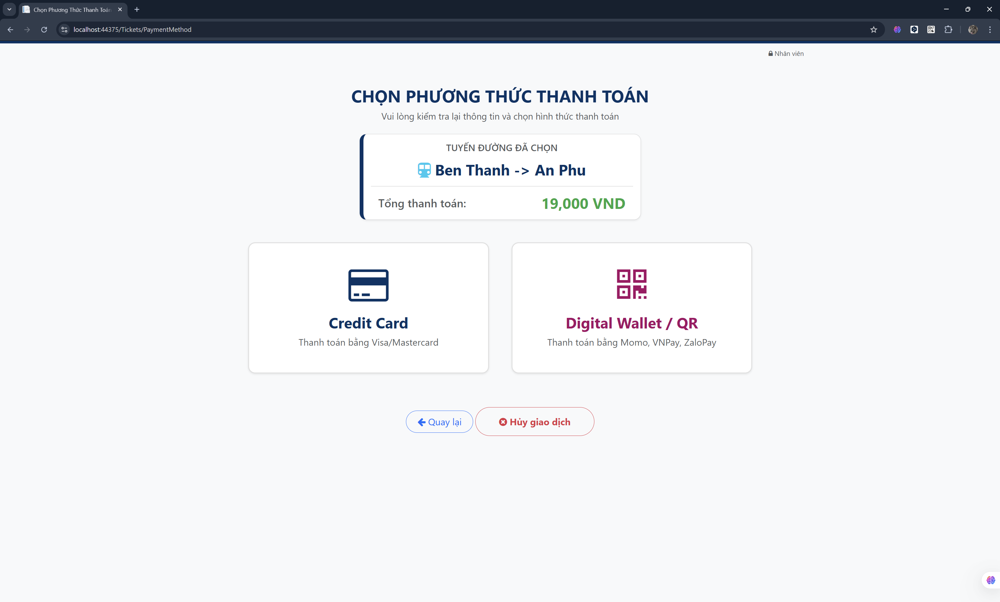 Chọn Phương Thức Thanh Toán
localhost:44375/Tickets/PaymentMethod
Nhân viên
CHỌN PHƯƠNG THỨC THANH TOÁN
Vui lòng kiểm tra lại thông tin và chọn hình thức thanh toán
TUYẾN ĐƯỜNG ĐÃ CHỌN
Ben Thanh -> An Phu
Tổng thanh toán: 19,000 VND
Credit Card
Thanh toán bằng Visa/Mastercard
Digital Wallet / QR
Thanh toán bằng Momo, VNPay, ZaloPay
Quay lại
Hủy giao dịch